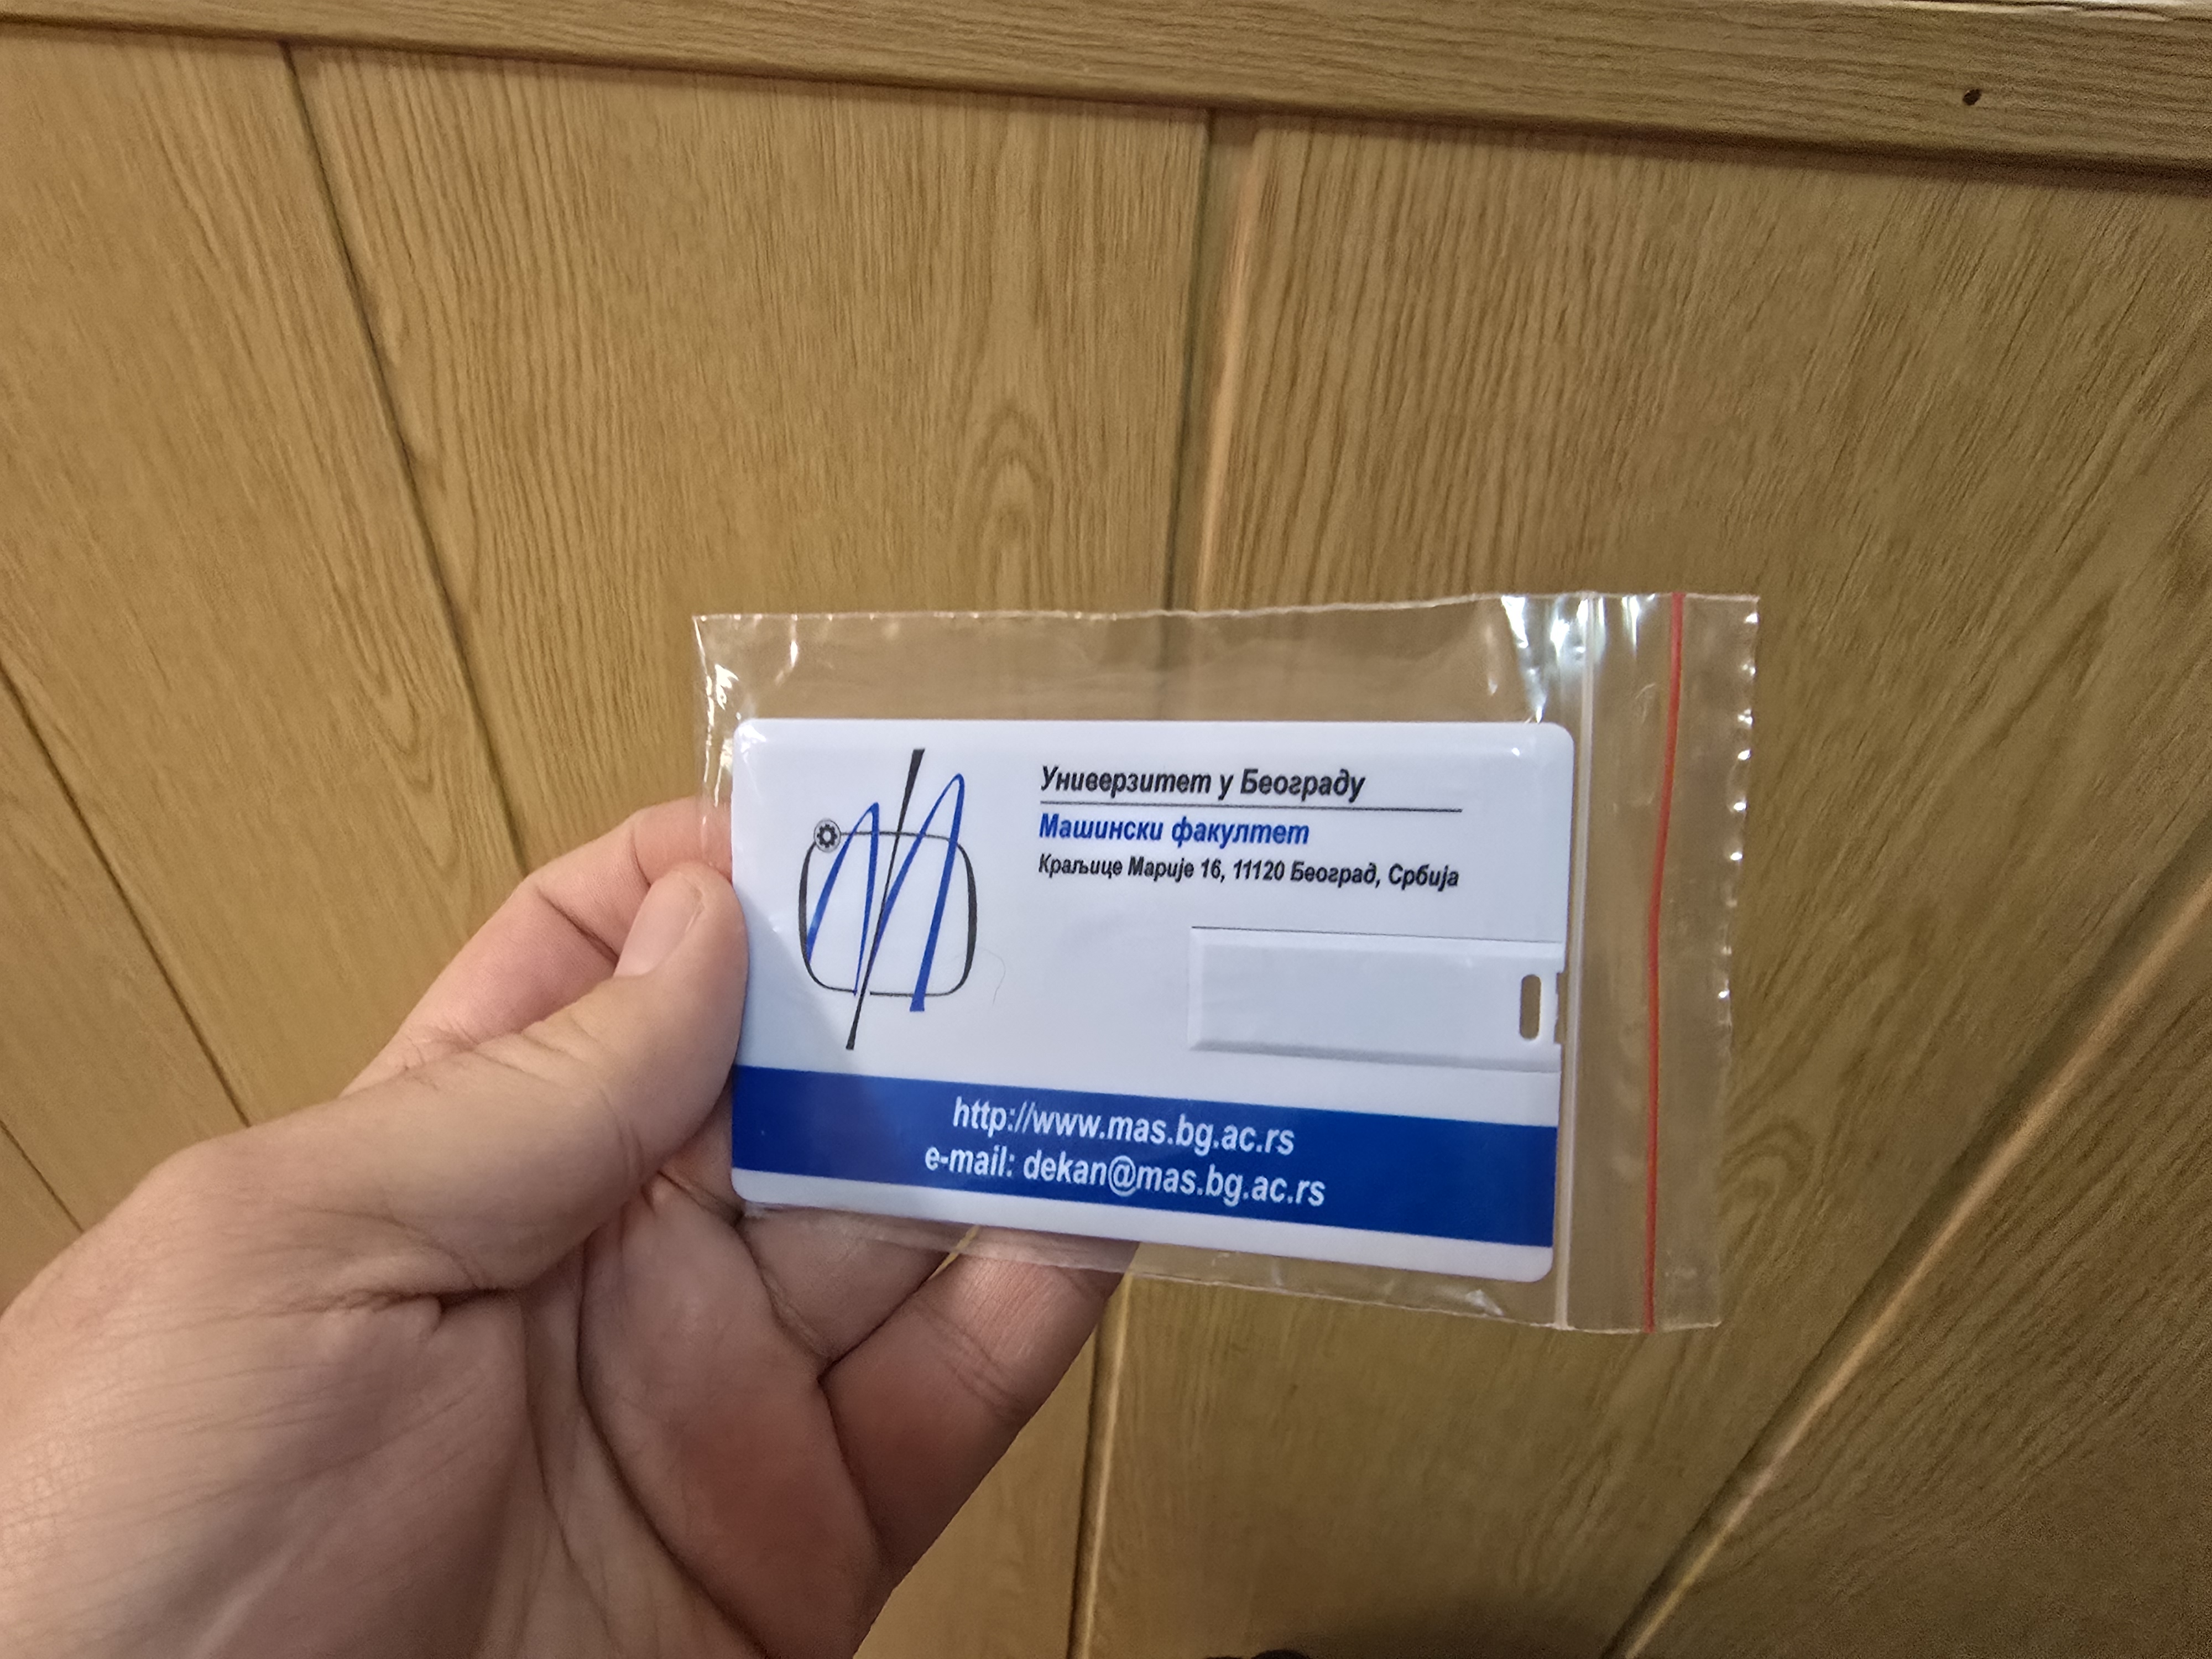 Универзитет у Београду
Машински факултет
Краљице Марије 16, 11120 Београд, Србија
http://www.mas.bg.ac.rs
e-mail: dekan@mas.bg.ac.rs